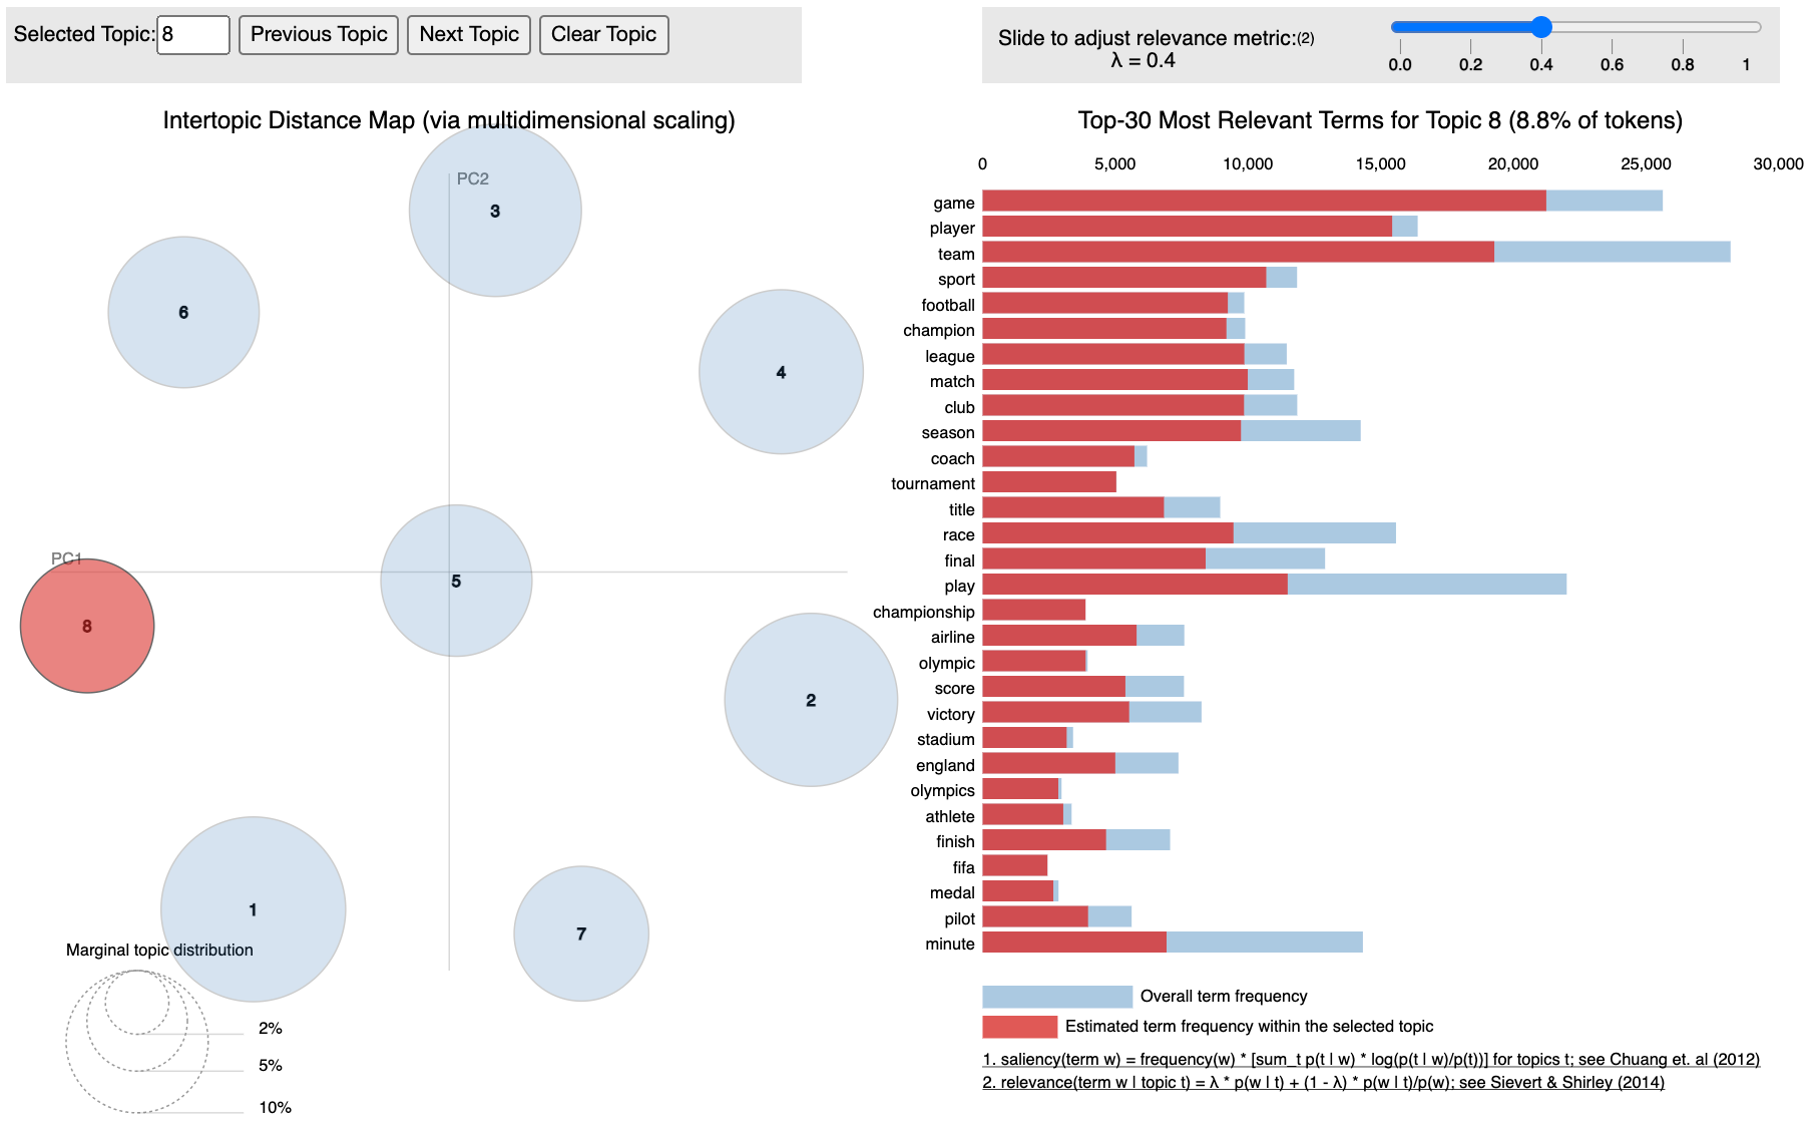 Selected Topic: 8 Previous Topic Next Topic Clear Topic
Slide to adjust relevance metric:(2)
λ = 0.4
0.0 0.2 0.4 0.6 0.8 1
Intertopic Distance Map (via multidimensional scaling)
PC2
3
6
4
PC1
5
8
2
1
7
Marginal topic distribution
2%
5%
10%
Top-30 Most Relevant Terms for Topic 8 (8.8% of tokens)
0 5,000 10,000 15,000 20,000 25,000 30,000
game
player
team
sport
football
champion
league
match
club
season
coach
tournament
title
race
final
play
championship
airline
olympic
score
victory
stadium
england
olympics
athlete
finish
fifa
medal
pilot
minute
Overall term frequency
Estimated term frequency within the selected topic
1. saliency(term w) = frequency(w) * [sum_t p(t | w) * log(p(t | w)/p(t))] for topics t; see Chuang et. al (2012)
2. relevance(term w | topic t) = λ * p(w | t) + (1 - λ) * p(w | t)/p(w); see Sievert & Shirley (2014)